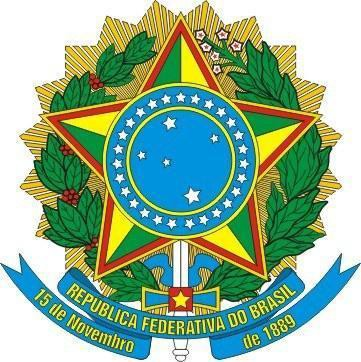 REPUBLICA FEDERATIVA DO BRASIL
15 de Novembro
de 1889